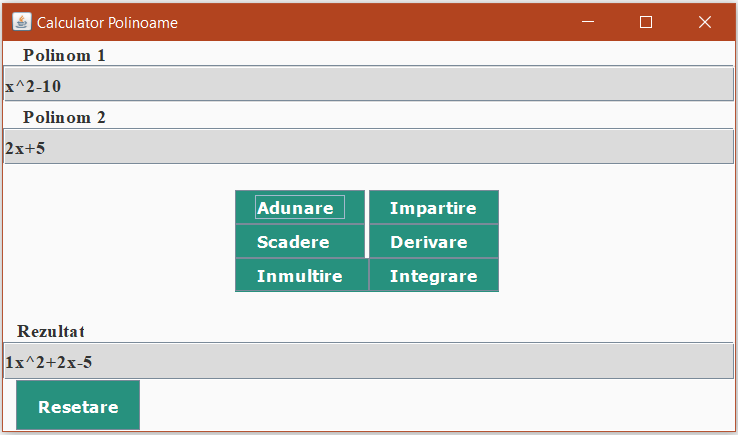 Calculator Polinoame
Polinom 1
x^2-10
Polinom 2
2x+5
Adunare Impartire
Scadere Derivare
Inmultire Integrare
Rezultat
1x^2+2x-5
Resetare